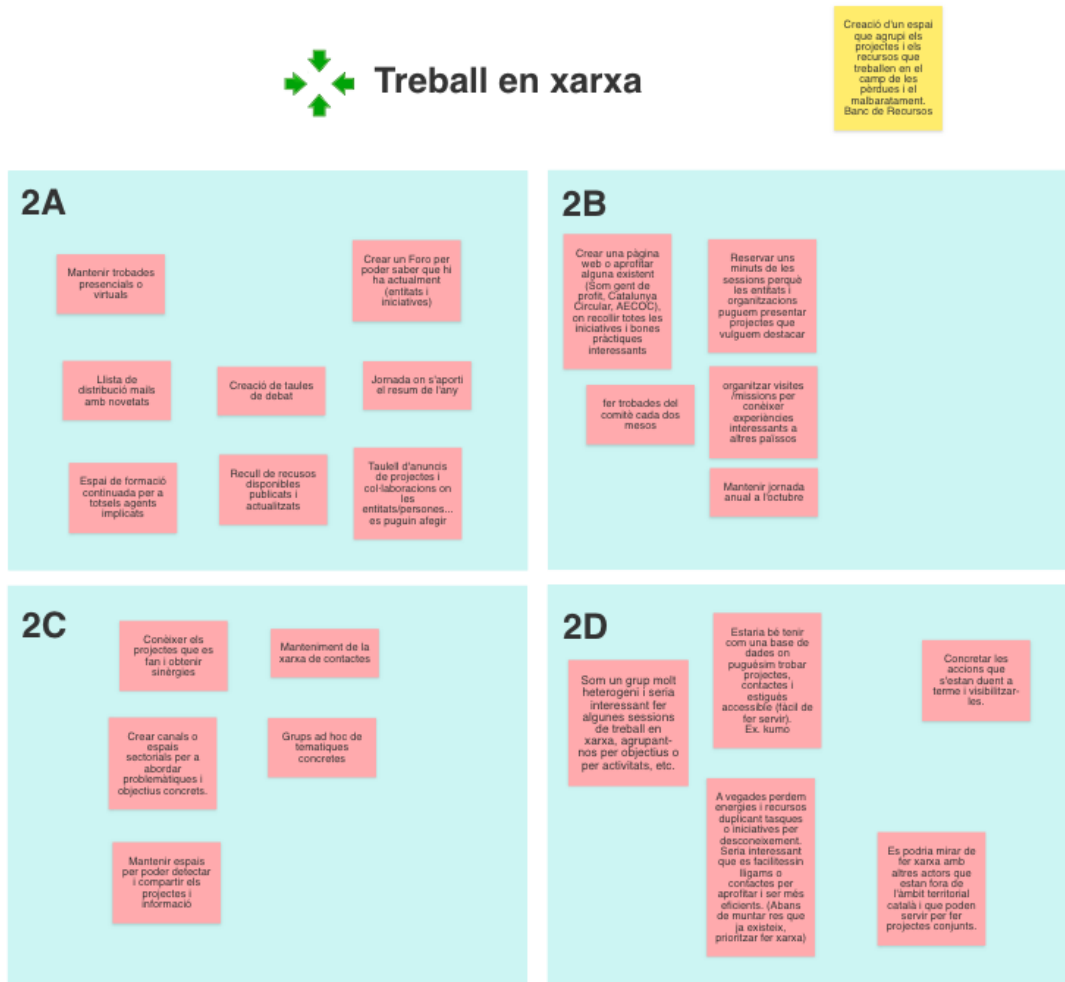 Treball en xarxa
Creació d'un espai
que agrupi els
projectes i els
recursos que
treballen en el
camp de les
pèrdues i el
malbaratament.
Banc de Recursos
2A
Mantenir trobades
presencials o
virtuals
Crear un Foro per
poder saber que hi
ha actualment
(entitats i
iniciatives)
Llista de
distribució mails
amb novetats
Creació de taules
de debat
Jornada on s'aporti
el resum de l'any
Espai de formació
continuada per a
totsels agents
implicats
Recull de recusos
disponibles
publicats i
actualitzats
Taulell d'anuncis
de projectes i
col·laboracions on
les
entitats/persones...
es puguin afegir
2B
Crear una pàgina
web o aprofitar
alguna existent
(Som gent de
profit, Catalunya
Circular, AECOC),
on recollir totes les
iniciatives i bones
pràctiques
interessants
Reservar uns
minuts de les
sessions perquè
les entitats i
organitzacions
puguem presentar
projectes que
vulguem destacar
fer trobades del
comitè cada dos
mesos
organitzar visites
/missions per
conèixer
experiències
interessants a
altres païssos
Mantenir jornada
anual a l'octubre
2C
Conèixer els
projectes que es
fan i obtenir
sinèrgies
Manteniment de la
xarxa de contactes
Crear canals o
espais
sectorials per a
abordar
problemàtiques i
objectius concrets.
Grups ad hoc de
tematiques
concretes
Mantenir espais
per poder detectar
i compartir els
projectes i
informació
2D
Som un grup molt
heterogeni i seria
interessant fer
algunes sessions
de treball en
xarxa, agrupant-
nos per objectius o
per activitats, etc.
Estaria bé tenir
com una base de
dades on
puguésim trobar
projectes,
contactes i
estigués
accessible (fàcil de
fer servir).
Ex. kumo
Concretar les
accions que
s'estan duent a
terme i visibilitzar-
les.
A vegades perdem
energies i recursos
duplicant tasques
o iniciatives per
desconeixement.
Seria interessant
que es facilitessin
lligams o
contactes per
aprofitar i ser més
eficients. (Abans
de muntar res que
ja existeix,
prioritzar fer xarxa)
Es podria mirar de
fer xarxa amb
altres actors que
estan fora de
l'àmbit territorial
català i que poden
servir per fer
projectes conjunts.